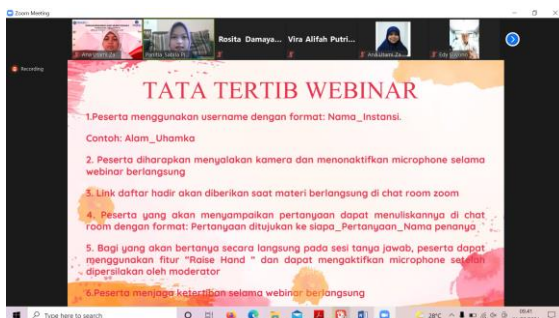 Zoom Meeting
Rosita Damaya... Vira Alifah Putri...
Recording
TATA TERTIB WEBINAR
1.Peserta menggunakan username dengan format: Nama_Instansi.
Contoh: Alam_Uhamka
2. Peserta diharapkan menyalakan kamera dan menonaktifkan microphone selama
webinar berlangsung
3. Link daftar hadir akan diberikan saat materi berlangsung di chat room zoom
4. Peserta yang akan menyampaikan pertanyaan dapat menuliskannya di chat
room dengan format: Pertanyaan ditujukan ke siapa_Pertanyaan_Nama penanya
5. Bagi yang akan bertanya secara langsung pada sesi tanya jawab, peserta dapat
menggunakan fitur "Raise Hand " dan dapat mengaktifkan microphone setelah
dipersilakan oleh moderator
6.Peserta menjaga ketertiban selama webinar berlangsung
Type here to search
28°C
08.41